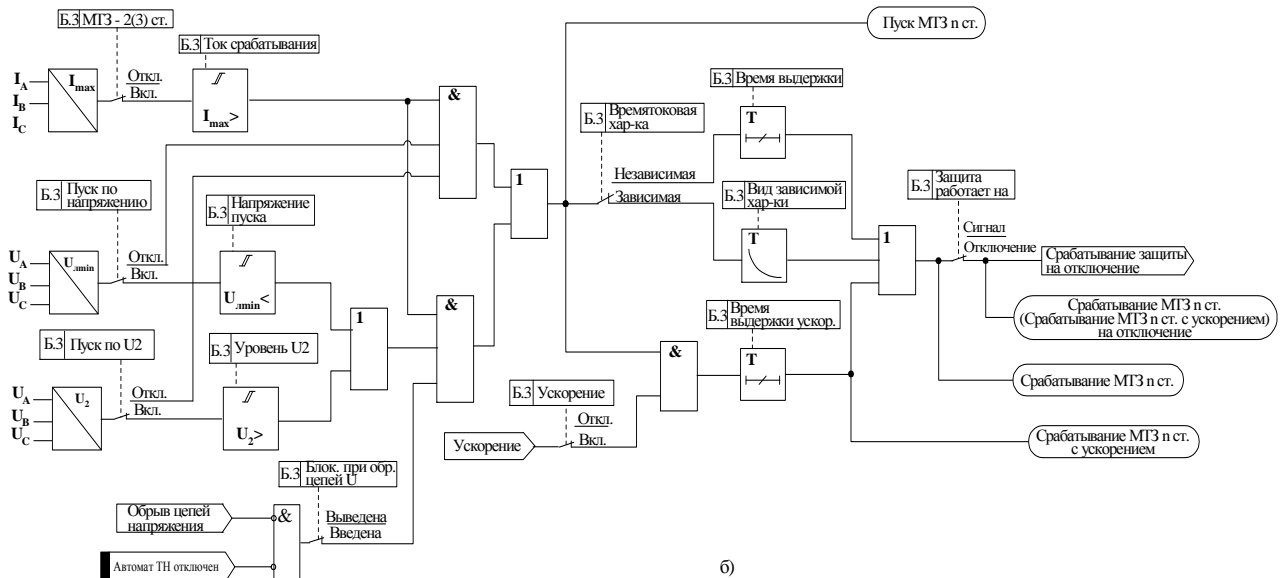 Б.3 МТЗ - 2(3) ст.
Б.3 Ток срабатывания
Пуск МТЗ n ст.
I_A
I_B
I_C
I_max
Откл.
Вкл.
I_max>
&
Б.3 Время выдержки
T
Б.3 Времятоковая
хар-ка
Независимая
Зависимая
Б.3 Вид зависимой
хар-ки
T
1
Б.3 Защита
работает на
Сигнал
Отключение
Срабатывание защиты
на отключение
Б.3 Пуск по
напряжению
Б.3 Напряжение
пуска
1
U_A
U_B
U_C
U_лmin
Откл.
Вкл.
U_лmin<
1
&
Б.3 Время
выдержки ускор.
T
Срабатывание МТЗ n ст.
(Срабатывание МТЗ n ст. с ускорением)
на отключение
Б.3 Пуск по U2
Б.3 Уровень U2
&
Срабатывание МТЗ n ст.
U_A
U_B
U_C
U_2
Откл.
Вкл.
U_2>
Б.3 Ускорение
Откл.
Вкл.
Ускорение
Срабатывание МТЗ n ст.
с ускорением
Б.3 Блок. при обр.
цепей U
Обрыв цепей
напряжения
&
Выведена
Введена
Автомат ТН отключен
б)